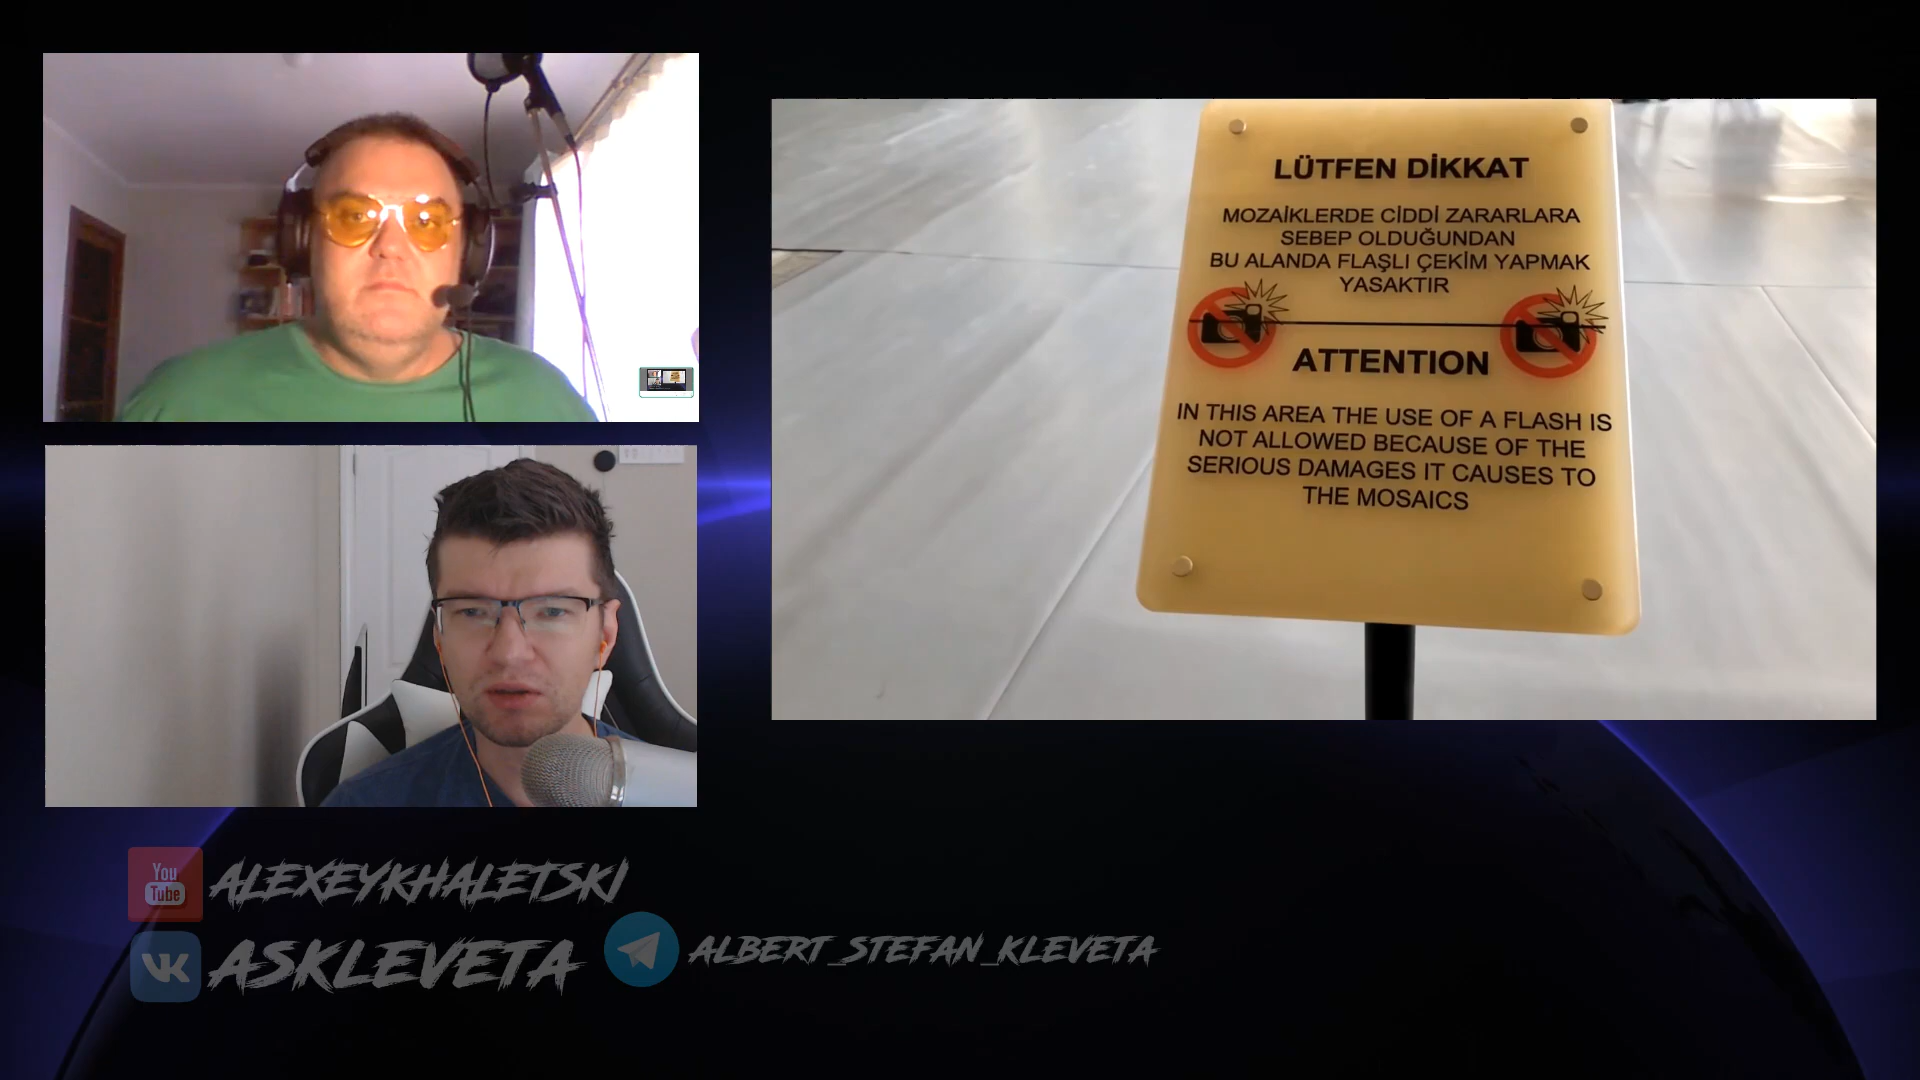 LÜTFEN DİKKAT
MOZAİKLERDE CİDDİ ZARARLARA
SEBEP OLDUĞUNDAN
BU ALANDA FLAŞLI ÇEKİM YAPMAK
YASAKTIR
ATTENTION
IN THIS AREA THE USE OF A FLASH IS
NOT ALLOWED BECAUSE OF THE
SERIOUS DAMAGES IT CAUSES TO
THE MOSAICS
You
Tube
ALEXEYKHALETSKI
ASKLEVETA
ALBERT_STEFAN_KLEVETA